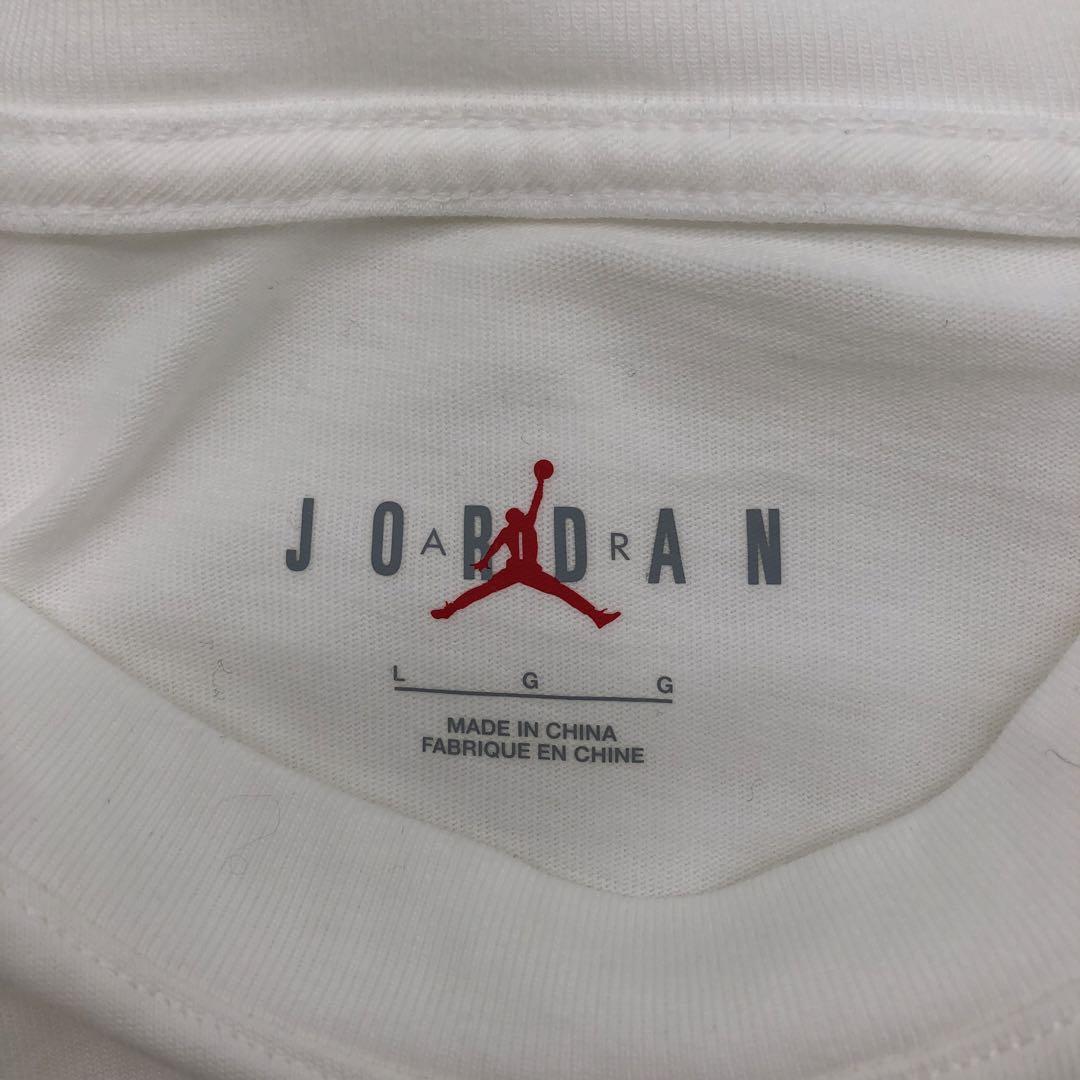 JORDAN
AIR
L G G
MADE IN CHINA
FABRIQUE EN CHINE